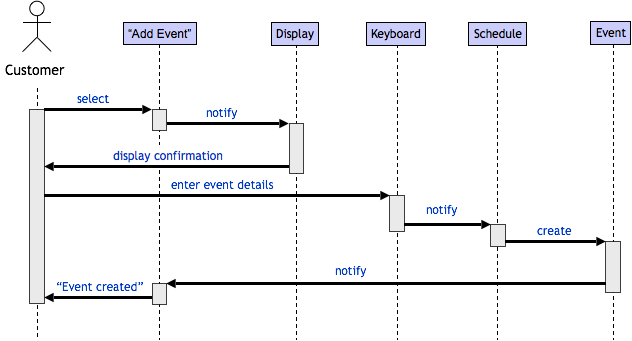 Customer
“Add Event”
Display
Keyboard
Schedule
Event
select
notify
display confirmation
enter event details
notify
create
notify
“Event created”